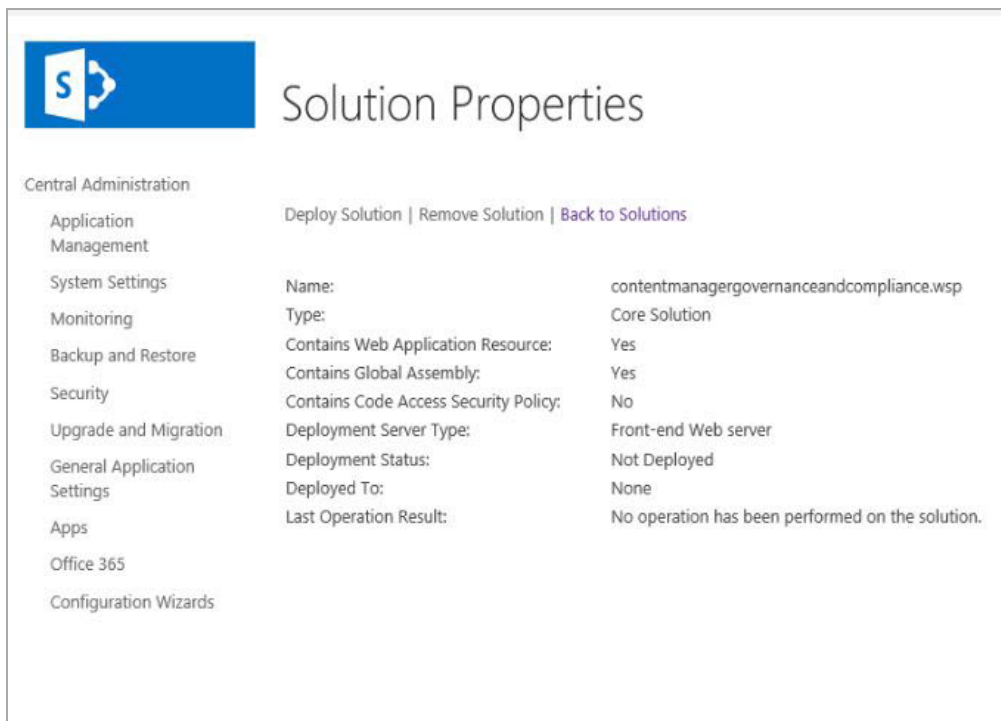 S
Solution Properties
Central Administration
Application
Management
System Settings
Monitoring
Backup and Restore
Security
Upgrade and Migration
General Application
Settings
Apps
Office 365
Configuration Wizards
Deploy Solution | Remove Solution | Back to Solutions
Name: contentmanagergovernanceandcompliance.wsp
Type: Core Solution
Contains Web Application Resource: Yes
Contains Global Assembly: Yes
Contains Code Access Security Policy: No
Deployment Server Type: Front-end Web server
Deployment Status: Not Deployed
Deployed To: None
Last Operation Result: No operation has been performed on the solution.